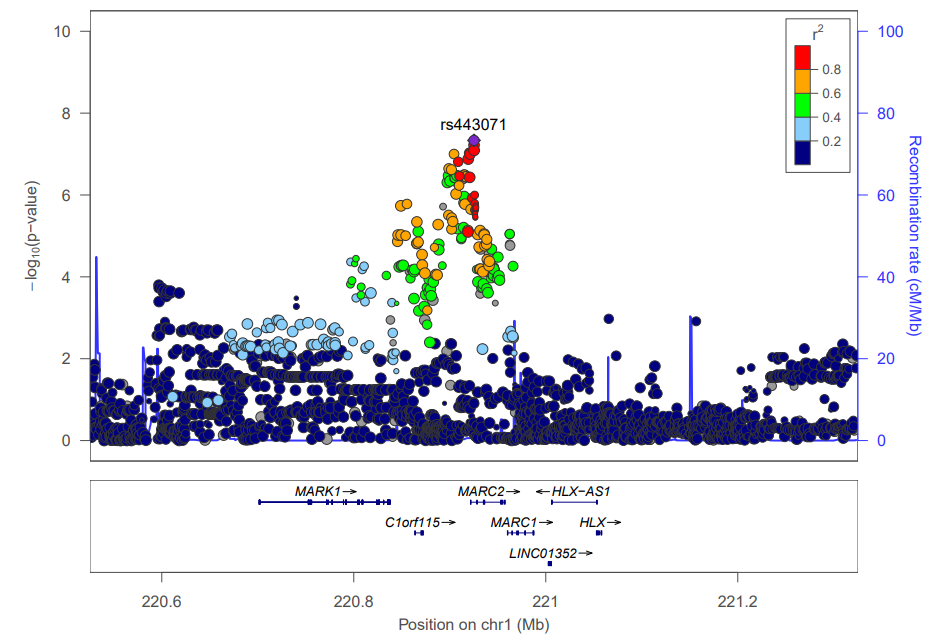 rs443071
10
8
6
4
2
0
−log10(p−value)
100
80
60
40
20
0
Recombination rate (cM/Mb)
r2
0.8
0.6
0.4
0.2
MARK1→ MARC2→ ←HLX−AS1
C1orf115→ MARC1→ HLX→
LINC01352→
220.6 220.8 221 221.2
Position on chr1 (Mb)